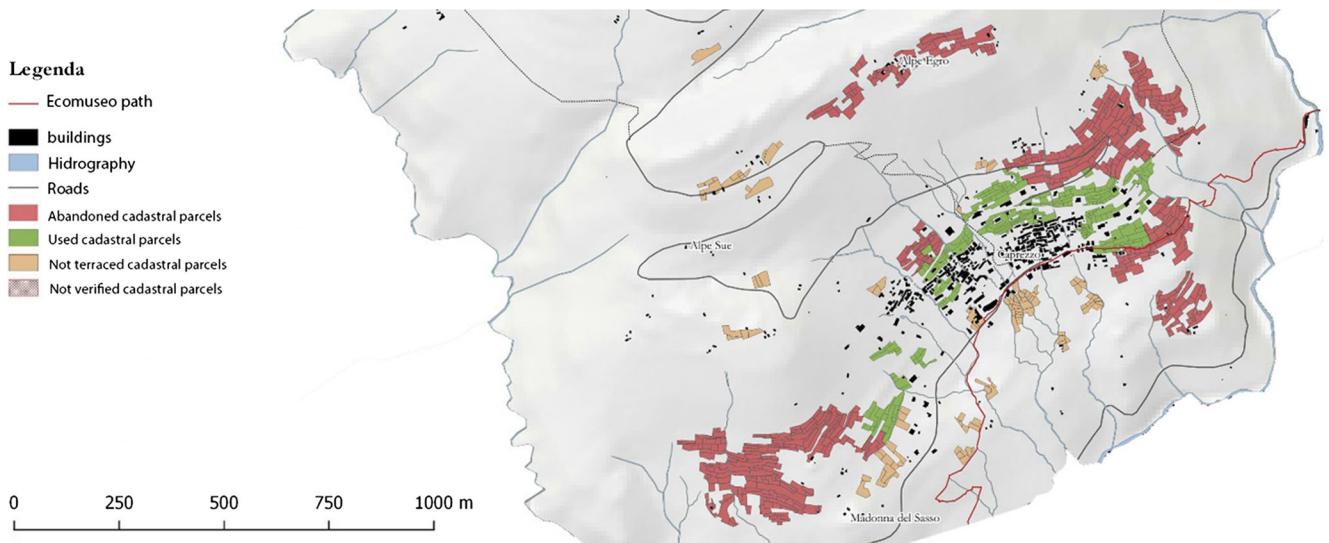 Legenda
Ecomuseo path
buildings
Hidrography
Roads
Abandoned cadastral parcels
Used cadastral parcels
Not terraced cadastral parcels
Not verified cadastral parcels
0 250 500 750 1000 m
Alpe Egro
Alpe Sue
Caprezzo
Madonna del Sasso